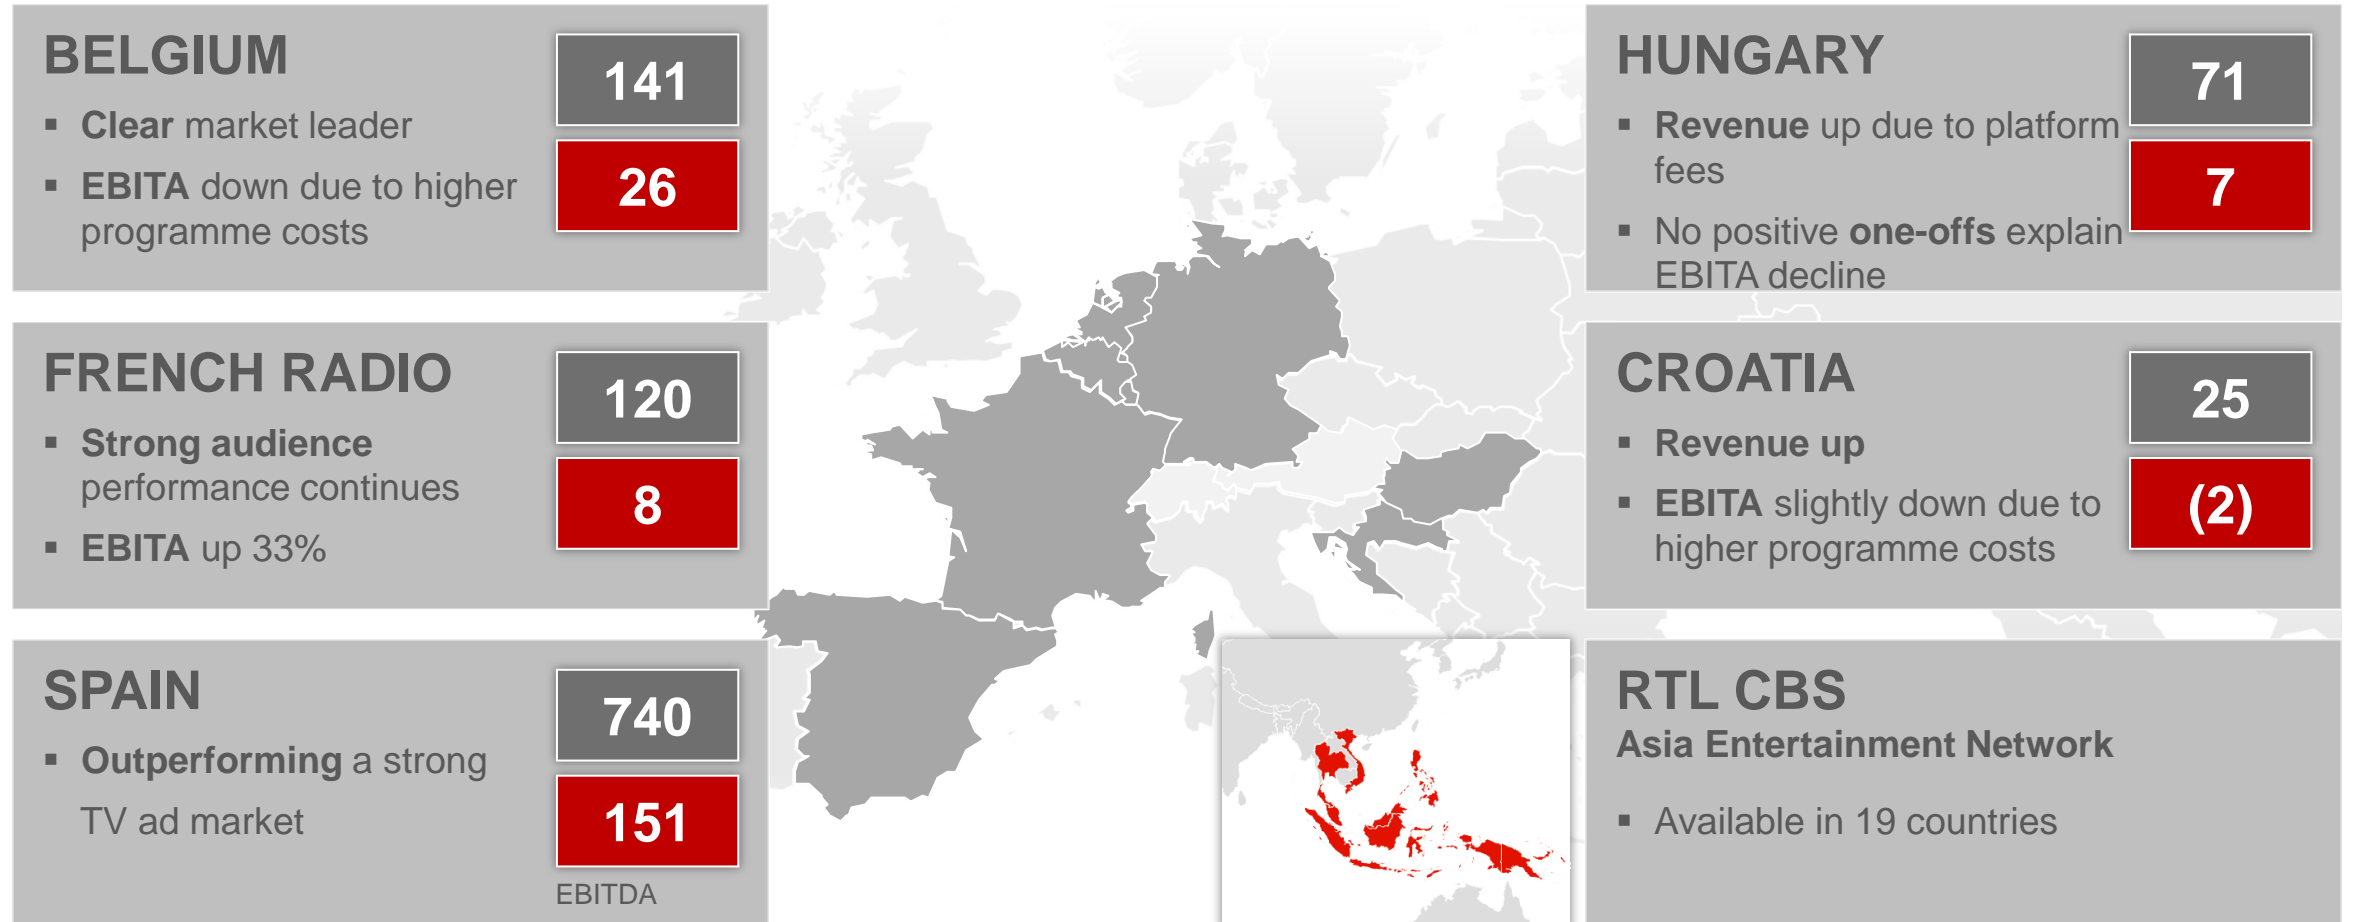 BELGIUM
▪ Clear market leader
▪ EBITA down due to higher
programme costs
141
26
FRENCH RADIO
▪ Strong audience
performance continues
▪ EBITA up 33%
120
8
SPAIN
▪ Outperforming a strong
TV ad market
740
151
EBITDA
HUNGARY
▪ Revenue up due to platform
fees
▪ No positive one-offs explain
EBITA decline
71
7
CROATIA
▪ Revenue up
▪ EBITA slightly down due to
higher programme costs
25
(2)
RTL CBS
Asia Entertainment Network
▪ Available in 19 countries